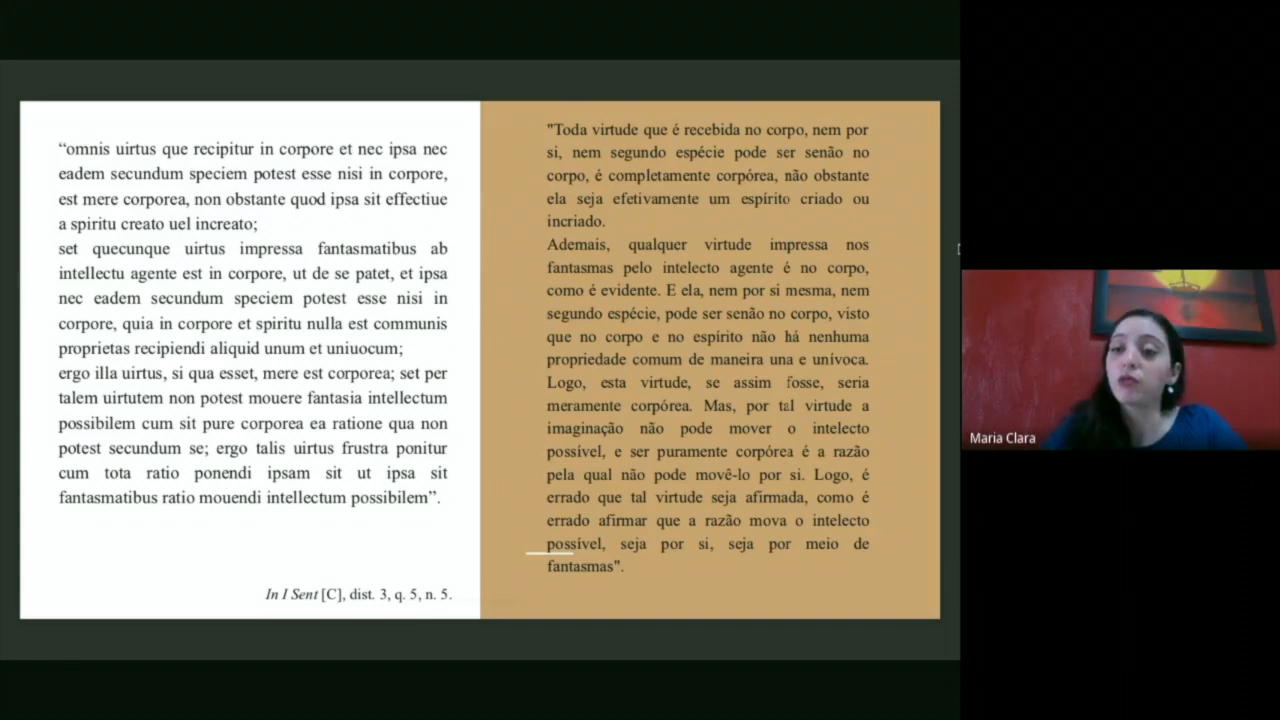 “omnis uirtus que recipitur in corpore et nec ipsa nec
eadem secundum speciem potest esse nisi in corpore,
est mere corporea, non obstante quod ipsa sit effectiue
a spiritu creato uel increato;
set quecunque uirtus impressa fantasmatibus ab
intellectu agente est in corpore, ut de se patet, et ipsa
nec eadem secundum speciem potest esse nisi in
corpore, quia in corpore et spiritu nulla est communis
proprietas recipiendi aliquid unum et uniuocum;
ergo illa uirtus, si qua esset, mere est corporea; set per
talem uirtutem non potest mouere fantasia intellectum
possibilem cum sit pure corporea ea ratione qua non
potest secundum se; ergo talis uirtus frustra ponitur
cum tota ratio ponendi ipsam sit ut ipsa sit
fantasmatibus ratio mouendi intellectum possibilem”.
In I Sent [C], dist. 3, q. 5, n. 5.
"Toda virtude que é recebida no corpo, nem por
si, nem segundo espécie pode ser senão no
corpo, é completamente corpórea, não obstante
ela seja efetivamente um espírito criado ou
incriado.
Ademais, qualquer virtude impressa nos
fantasmas pelo intelecto agente é no corpo,
como é evidente. E ela, nem por si mesma, nem
segundo espécie, pode ser senão no corpo, visto
que no corpo e no espírito não há nenhuma
propriedade comum de maneira una e unívoca.
Logo, esta virtude, se assim fosse, seria
meramente corpórea. Mas, por tal virtude a
imaginação não pode mover o intelecto
possível, e ser puramente corpórea é a razão
pela qual não pode movê-lo por si. Logo, é
errado que tal virtude seja afirmada, como é
errado afirmar que a razão mova o intelecto
possível, seja por si, seja por meio de
fantasmas".
Maria Clara